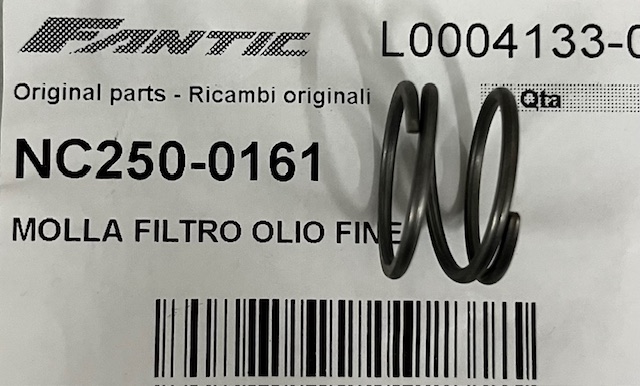 FANTIC L0004133-0
Original parts - Ricambi originali Qta
NC250-0161
MOLLA FILTRO OLIO FINE